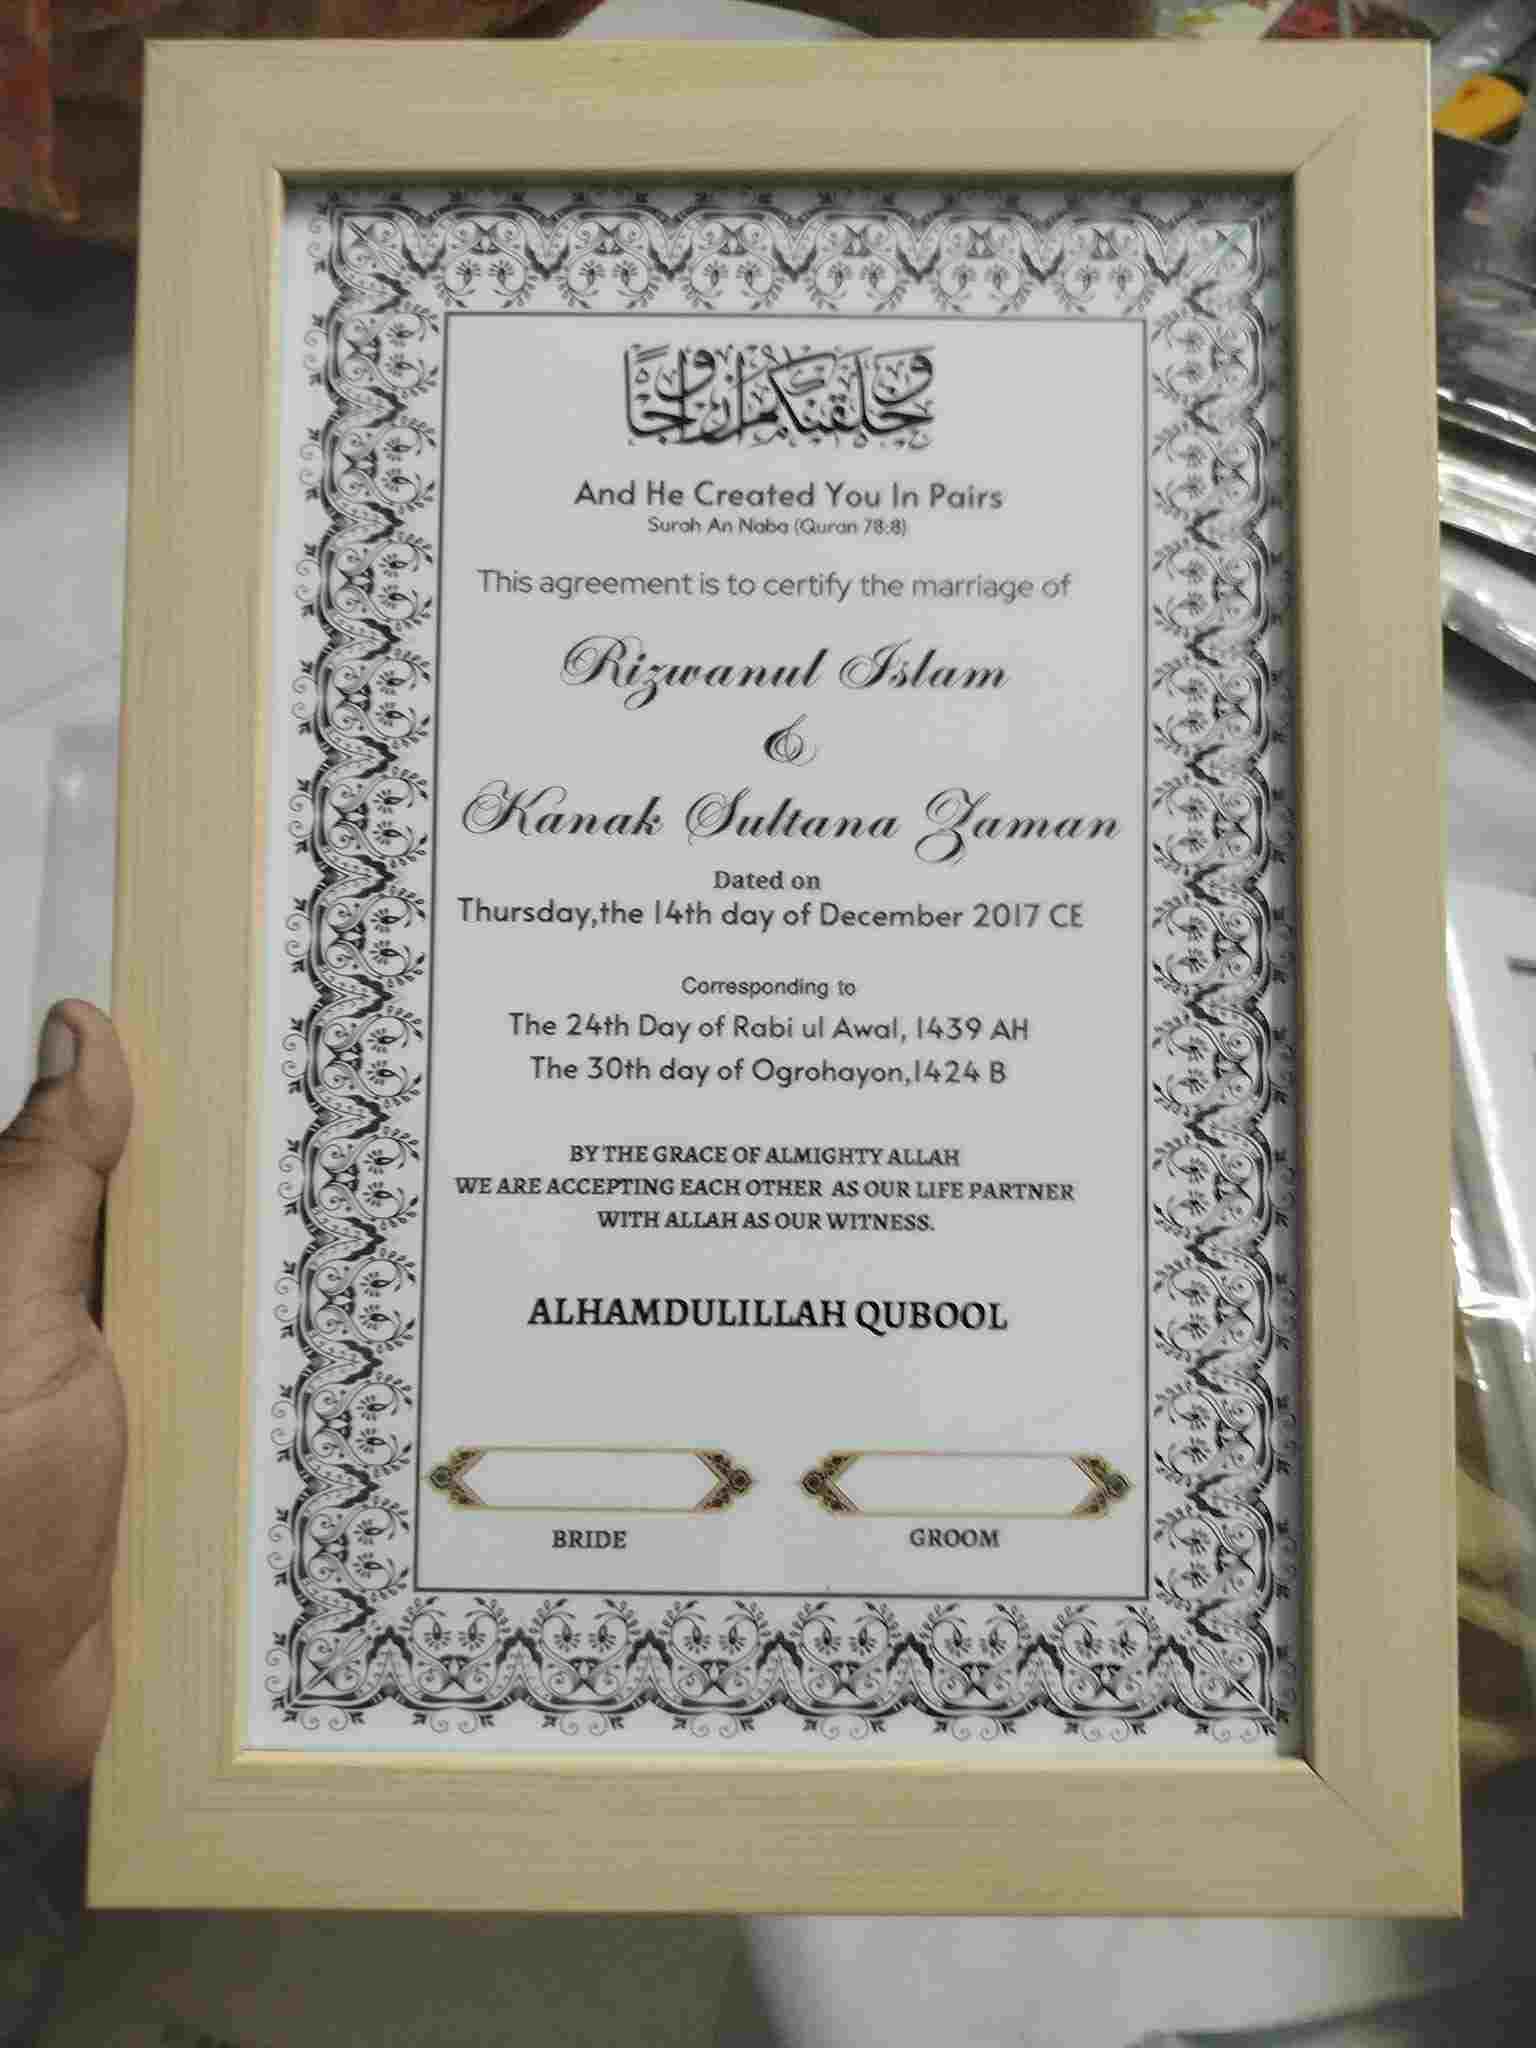 وخلقنكم ازوجا
And He Created You In Pairs
Surah An Naba (Quran 78:8)
This agreement is to certify the marriage of
Rizwanul Islam
&
Kanak Sultana Zaman
Dated on
Thursday,the 14th day of December 2017 CE
Corresponding to
The 24th Day of Rabi ul Awal, 1439 AH
The 30th day of Ogrohayon,1424 B
BY THE GRACE OF ALMIGHTY ALLAH
WE ARE ACCEPTING EACH OTHER AS OUR LIFE PARTNER
WITH ALLAH AS OUR WITNESS.
ALHAMDULILLAH QUBOOL
BRIDE GROOM